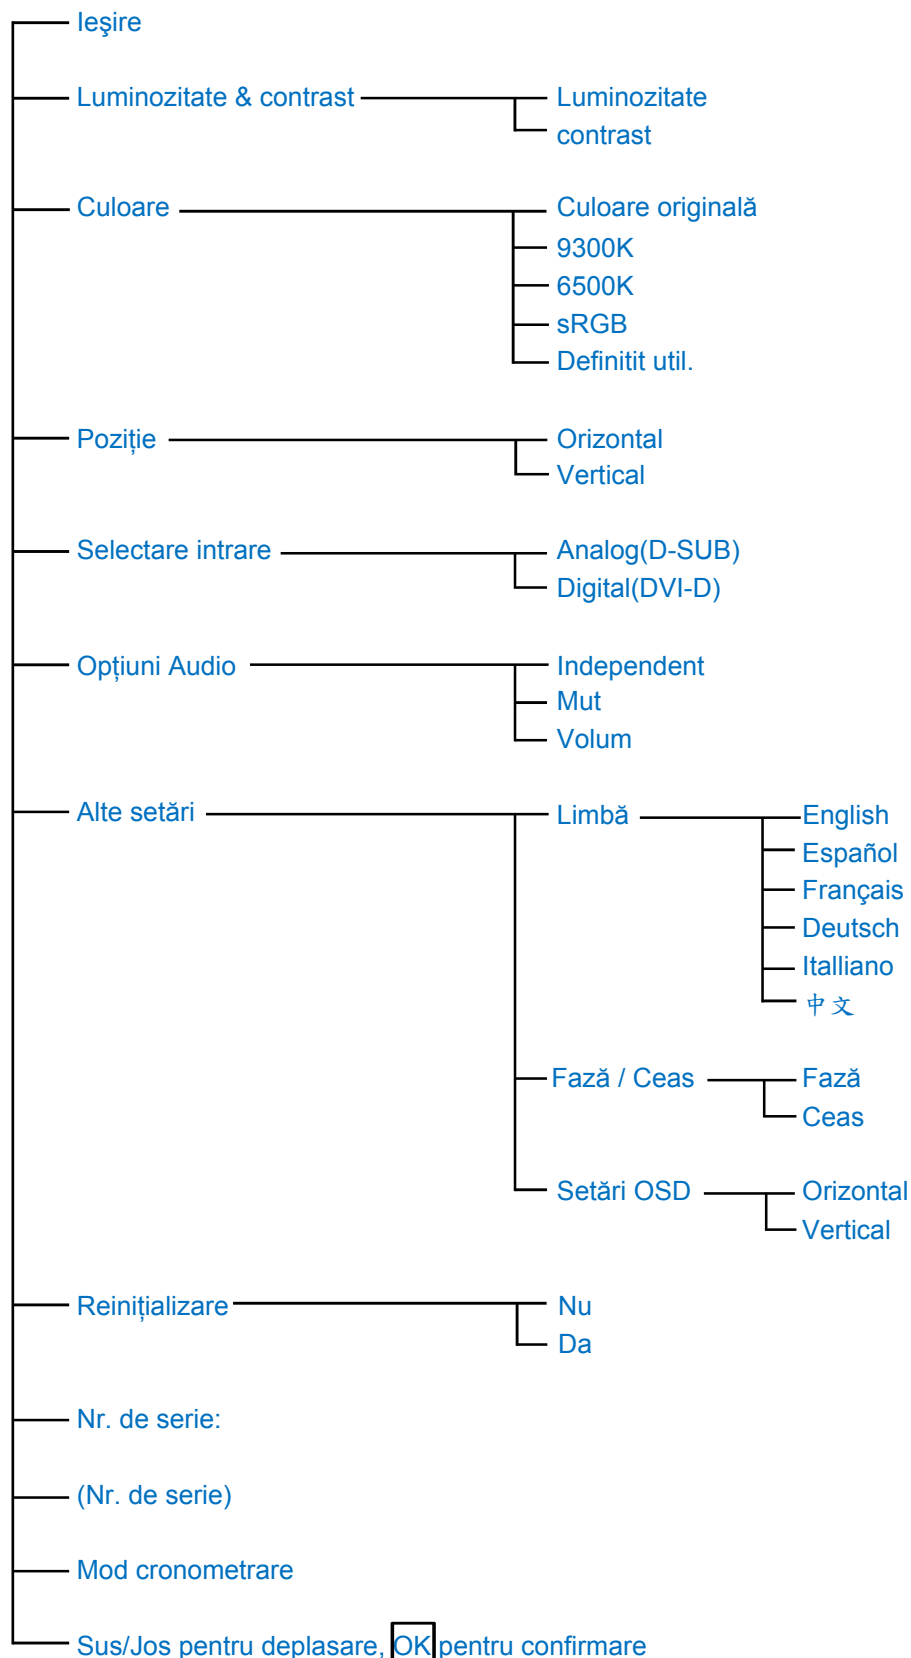 Ieşire
Luminozitate & contrast Luminozitate
contrast
Culoare Culoare originală
9300K
6500K
sRGB
Definitit util.
Poziţie Orizontal
Vertical
Selectare intrare Analog(D-SUB)
Digital(DVI-D)
Opţiuni Audio Independent
Mut
Volum
Alte setări Limbă English
Español
Français
Deutsch
Italliano
中文
Fază / Ceas Fază
Ceas
Setări OSD Orizontal
Vertical
Reiniţializare Nu
Da
Nr. de serie:
(Nr. de serie)
Mod cronometrare
Sus/Jos pentru deplasare, OK pentru confirmare